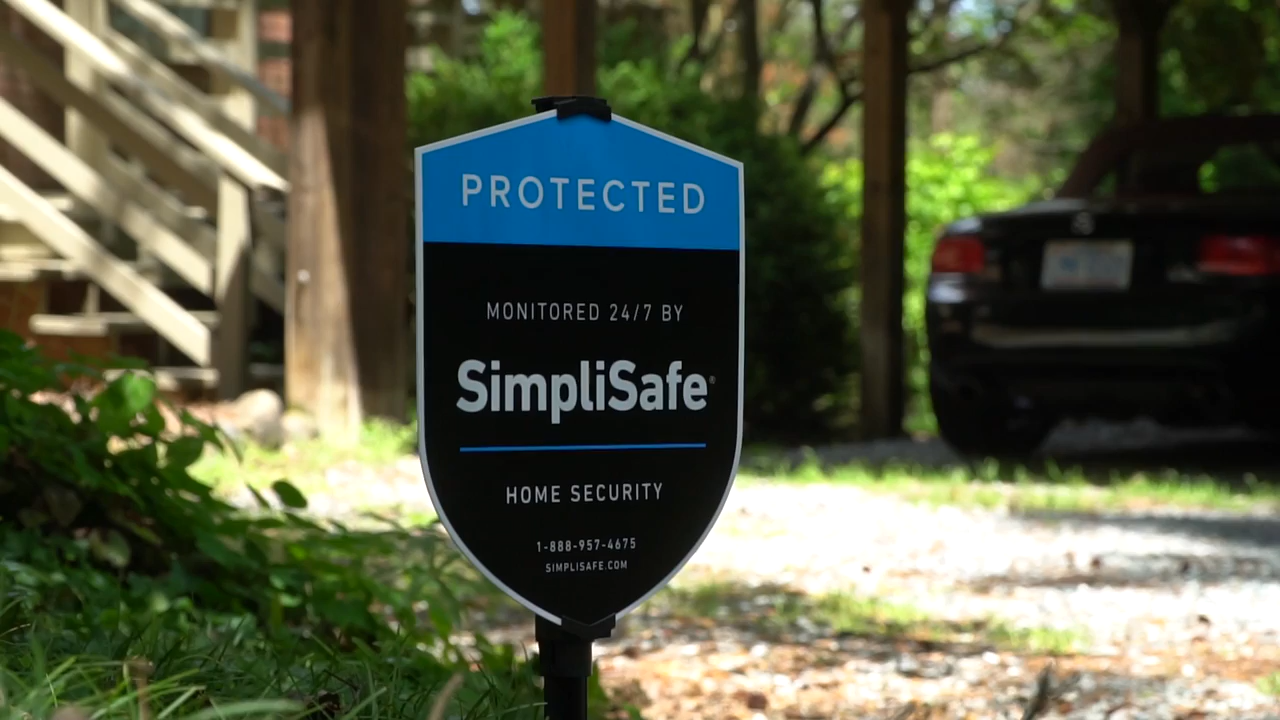 PROTECTED
MONITORED 24/7 BY
SimpliSafe®
HOME SECURITY
1-888-957-4675
SIMPLISAFE.COM